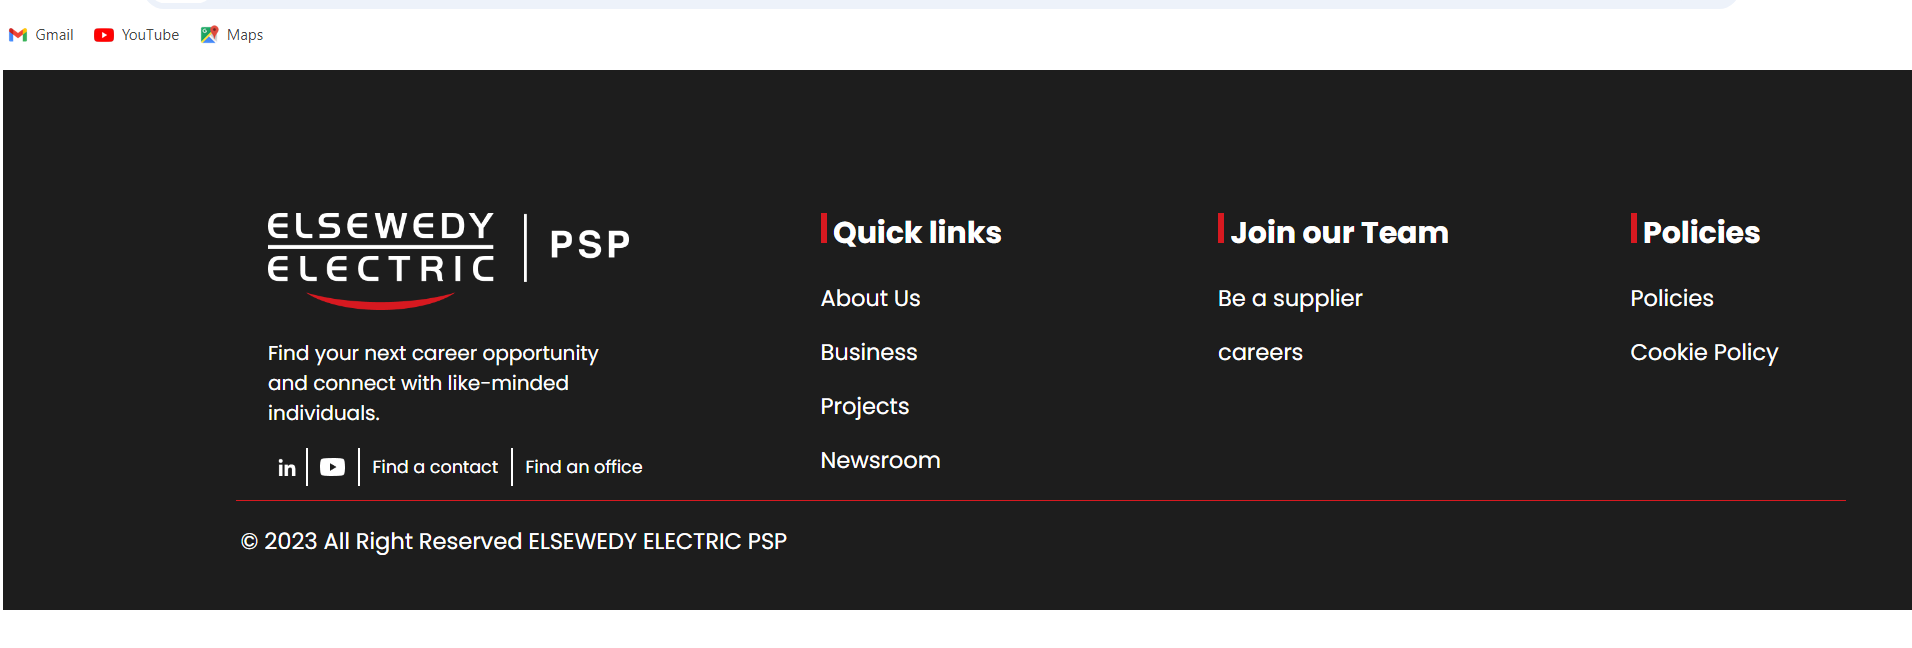 Gmail YouTube Maps
ELSEWEDY
ELECTRIC
PSP
Find your next career opportunity
and connect with like-minded
individuals.
in Find a contact Find an office
Quick links
About Us
Business
Projects
Newsroom
Join our Team
Be a supplier
careers
Policies
Policies
Cookie Policy
© 2023 All Right Reserved ELSEWEDY ELECTRIC PSP